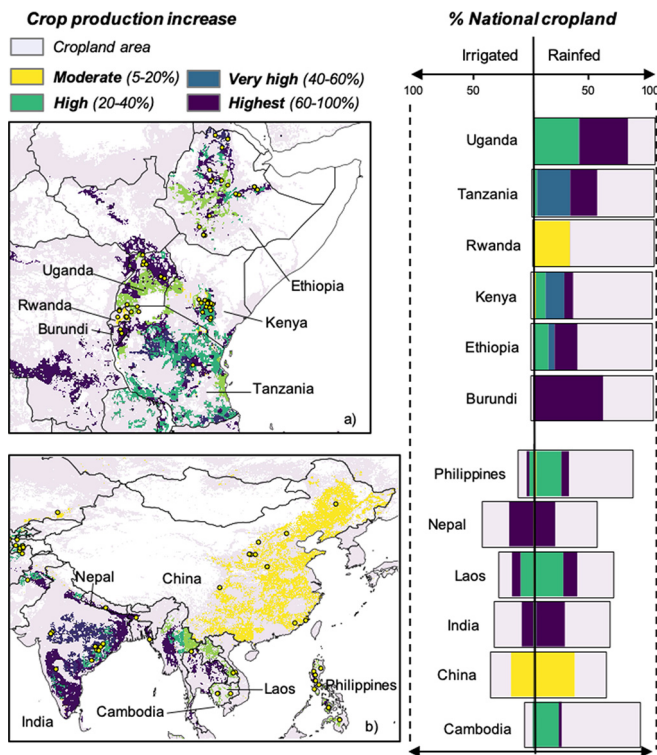 Crop production increase
Cropland area
Moderate (5-20%)
Very high (40-60%)
High (20-40%)
Highest (60-100%)
Uganda
Rwanda
Burundi
Ethiopia
Kenya
Tanzania
a)
Nepal
China
India
Cambodia
Laos
Philippines
b)
% National cropland
Irrigated Rainfed
100 50 50 100
Uganda
Tanzania
Rwanda
Kenya
Ethiopia
Burundi
Philippines
Nepal
Laos
India
China
Cambodia